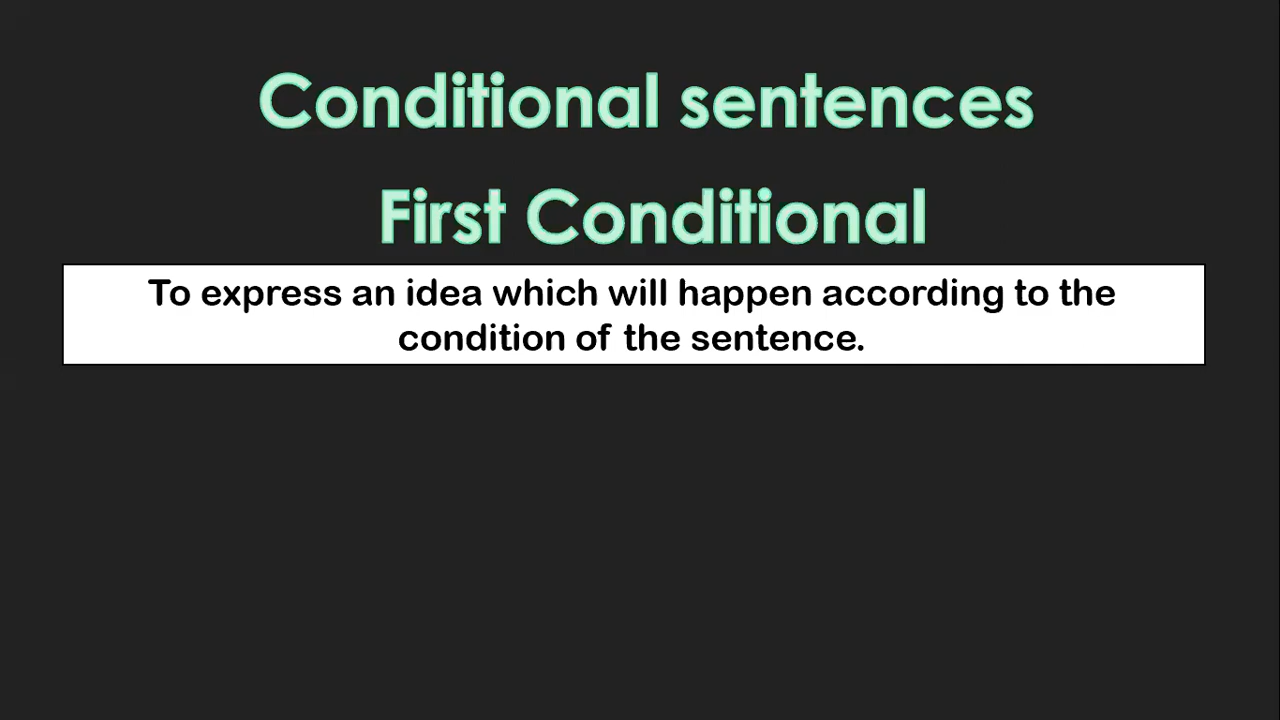 Conditional sentences
First Conditional
To express an idea which will happen according to the
condition of the sentence.